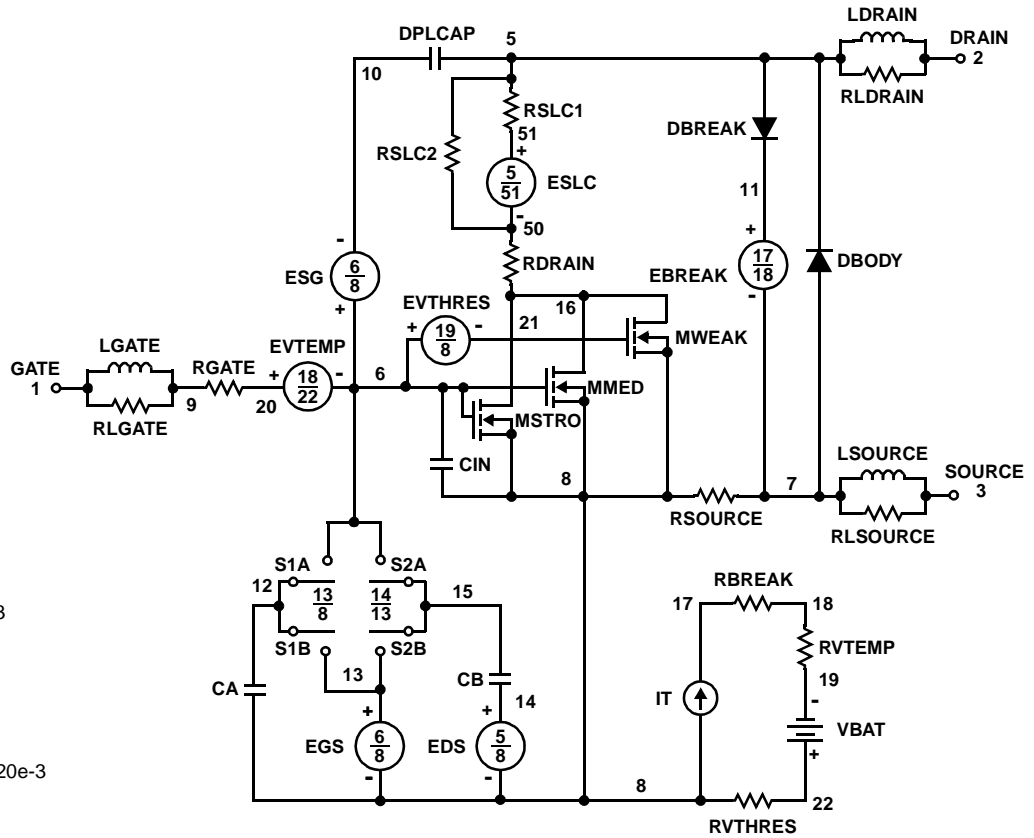 LDRAIN
DPLCAP 5 DRAIN
10 2
RLDRAIN
RSLC1
DBREAK
51
+
RSLC2
5
51
ESLC
11
-
50
-
+
RDRAIN
17
18
EBREAK
DBODY
6
8
ESG
EVTHRES
16
-
+
+
19
8
-
21
MWEAK
LGATE
EVTEMP
GATE
RGATE
1
+
18
22
-
6
MMED
9
20
MSTRO
RLGATE
LSOURCE
CIN
8
7
SOURCE
3
RSOURCE
RLSOURCE
S1A
S2A
RBREAK
12
13
8
14
13
15
17
18
3
S1B
S2B
RVTEMP
13
CB
19
CA
14
IT
-
+
+
VBAT
EGS
6
8
EDS
5
8
+
20e-3
-
-
8
22
RVTHRES